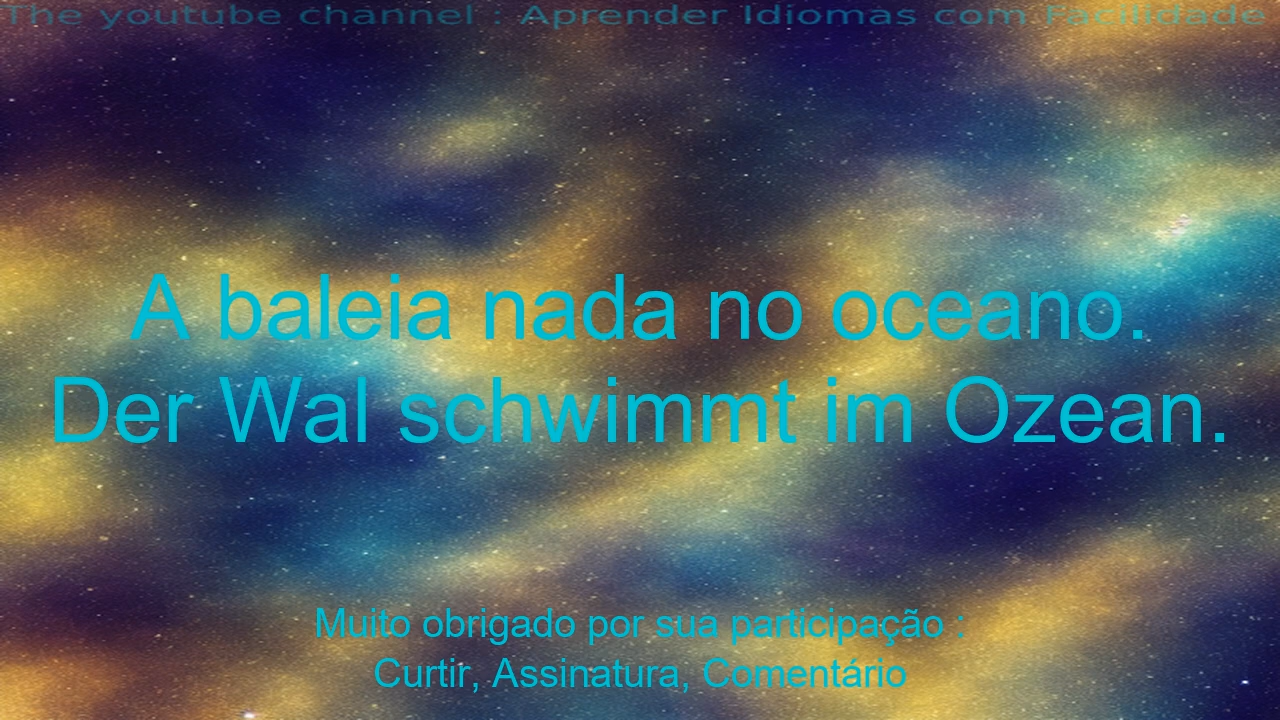 The youtube channel : Aprender Idiomas com Facilidade
A baleia nada no oceano.
Der Wal schwimmt im Ozean.
Muito obrigado por sua participação :
Curtir, Assinatura, Comentário